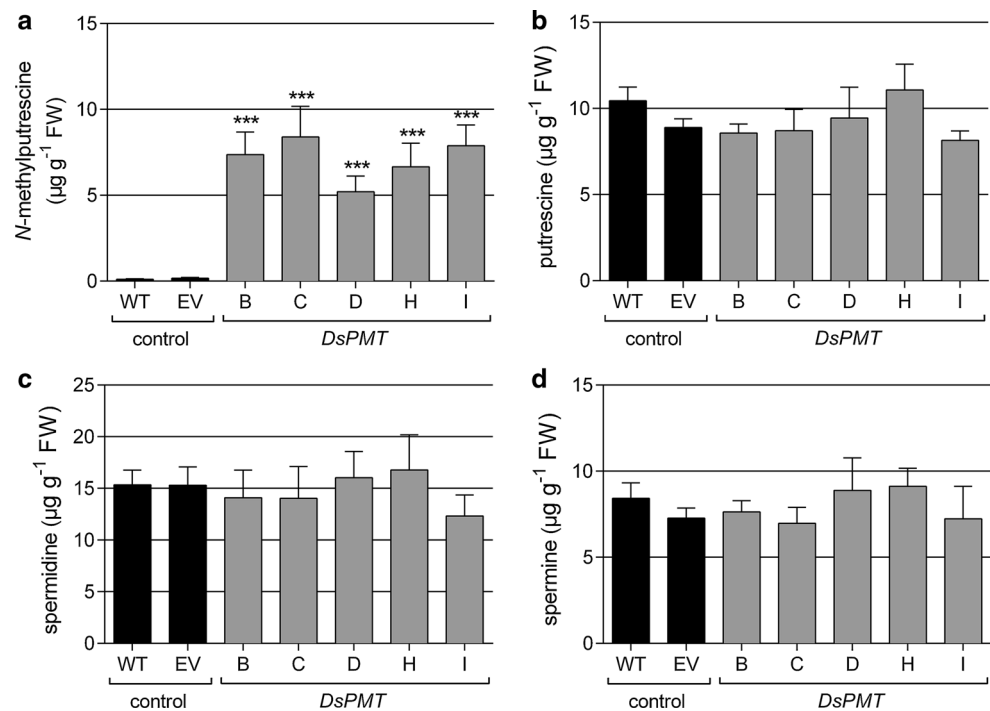 a
N-methylputrescine
(µg g⁻¹ FW)
15
10
5
0
*** *** *** *** ***
WT EV B C D H I
control DsPMT
b
putrescine (µg g⁻¹ FW)
15
10
5
0
WT EV B C D H I
control DsPMT
c
spermidine (µg g⁻¹ FW)
25
20
15
10
5
0
WT EV B C D H I
control DsPMT
d
spermine (µg g⁻¹ FW)
15
10
5
0
WT EV B C D H I
control DsPMT